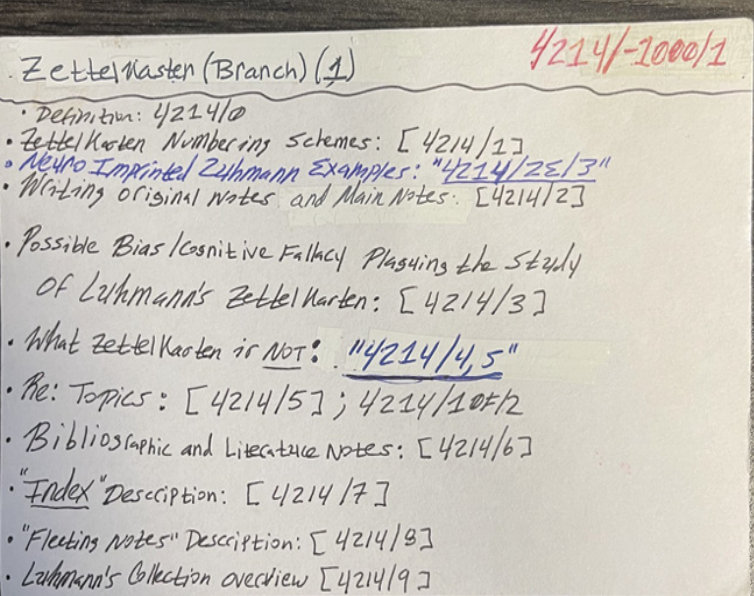 Zettelkasten (Branch) (1)
4214/-1000/1
• Definition: 4214/0
• Zettelkasten Numbering Schemes: [4214/1]
• Neuro Imprinted Luhmann Examples: "4214/2E/3"
• Writing Original Notes and Main Notes: [4214/2]
• Possible Bias/Cognitive Fallacy Plaguing the Study
Of Luhmann's Zettelkasten: [4214/3]
• What Zettelkasten is NOT: "4214/4,5"
• Re: Topics: [4214/5]; 4214/10F/2
• Bibliographic and Literature Notes: [4214/6]
• "Index" Description: [4214/7]
• "Fleeting Notes" Description: [4214/8]
• Luhmann's Collection overview [4214/9]